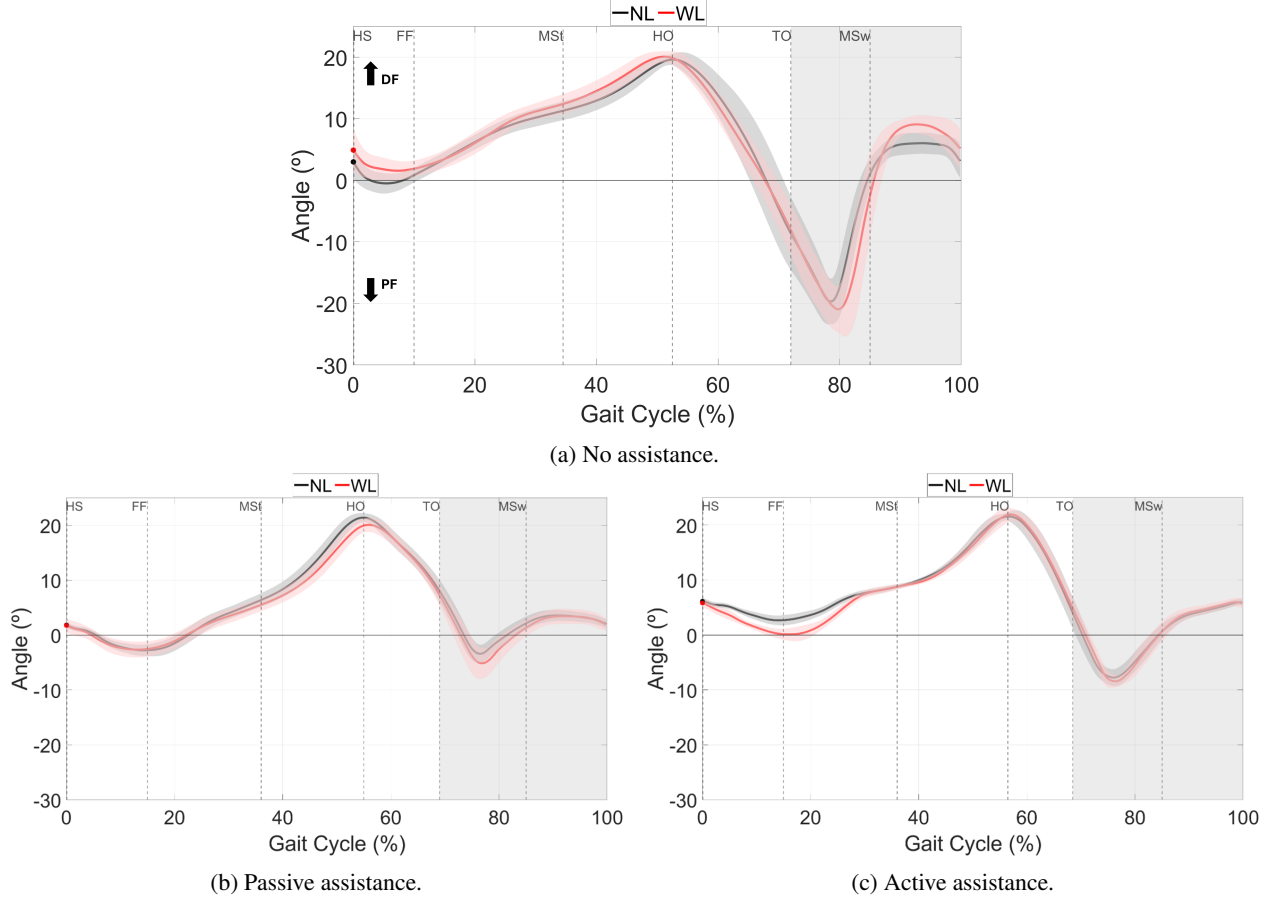 NL WL
HS FF MSt HO TO MSw
20
DF
10
0
-10
PF
-20
-30
Angle (º)
0 20 40 60 80 100
Gait Cycle (%)
(a) No assistance.
NL WL
HS FF MSt HO TO MSw
20
10
0
-10
-20
-30
Angle (º)
0 20 40 60 80 100
Gait Cycle (%)
(b) Passive assistance.
NL WL
HS FF MSt HO TO MSw
20
10
0
-10
-20
-30
Angle (º)
0 20 40 60 80 100
Gait Cycle (%)
(c) Active assistance.